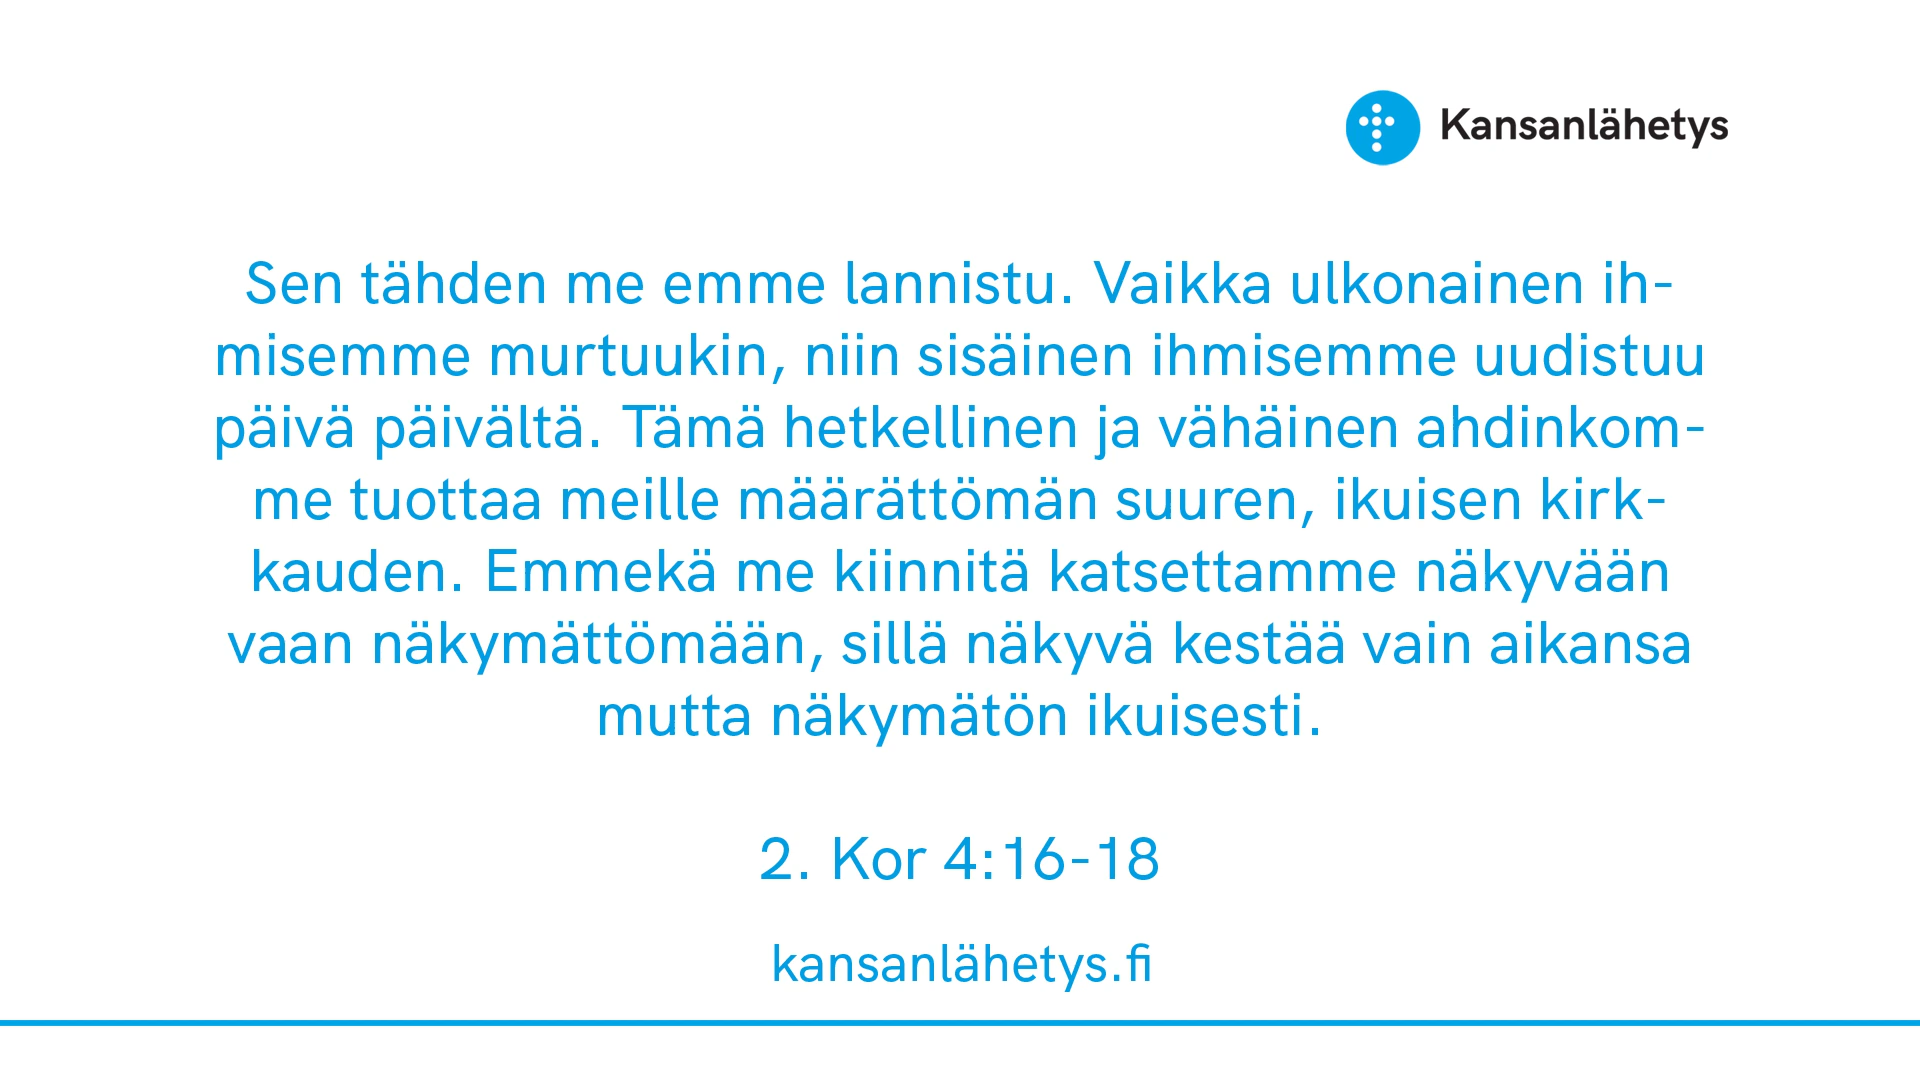 Kansanlähetys
Sen tähden me emme lannistu. Vaikka ulkonainen ih-
misemme murtuukin, niin sisäinen ihmisemme uudistuu
päivä päivältä. Tämä hetkellinen ja vähäinen ahdinkom-
me tuottaa meille määrättömän suuren, ikuisen kirk-
kauden. Emmekä me kiinnitä katsettamme näkyvään
vaan näkymättömään, sillä näkyvä kestää vain aikansa
mutta näkymätön ikuisesti.
2. Kor 4:16-18
kansanlähetys.fi